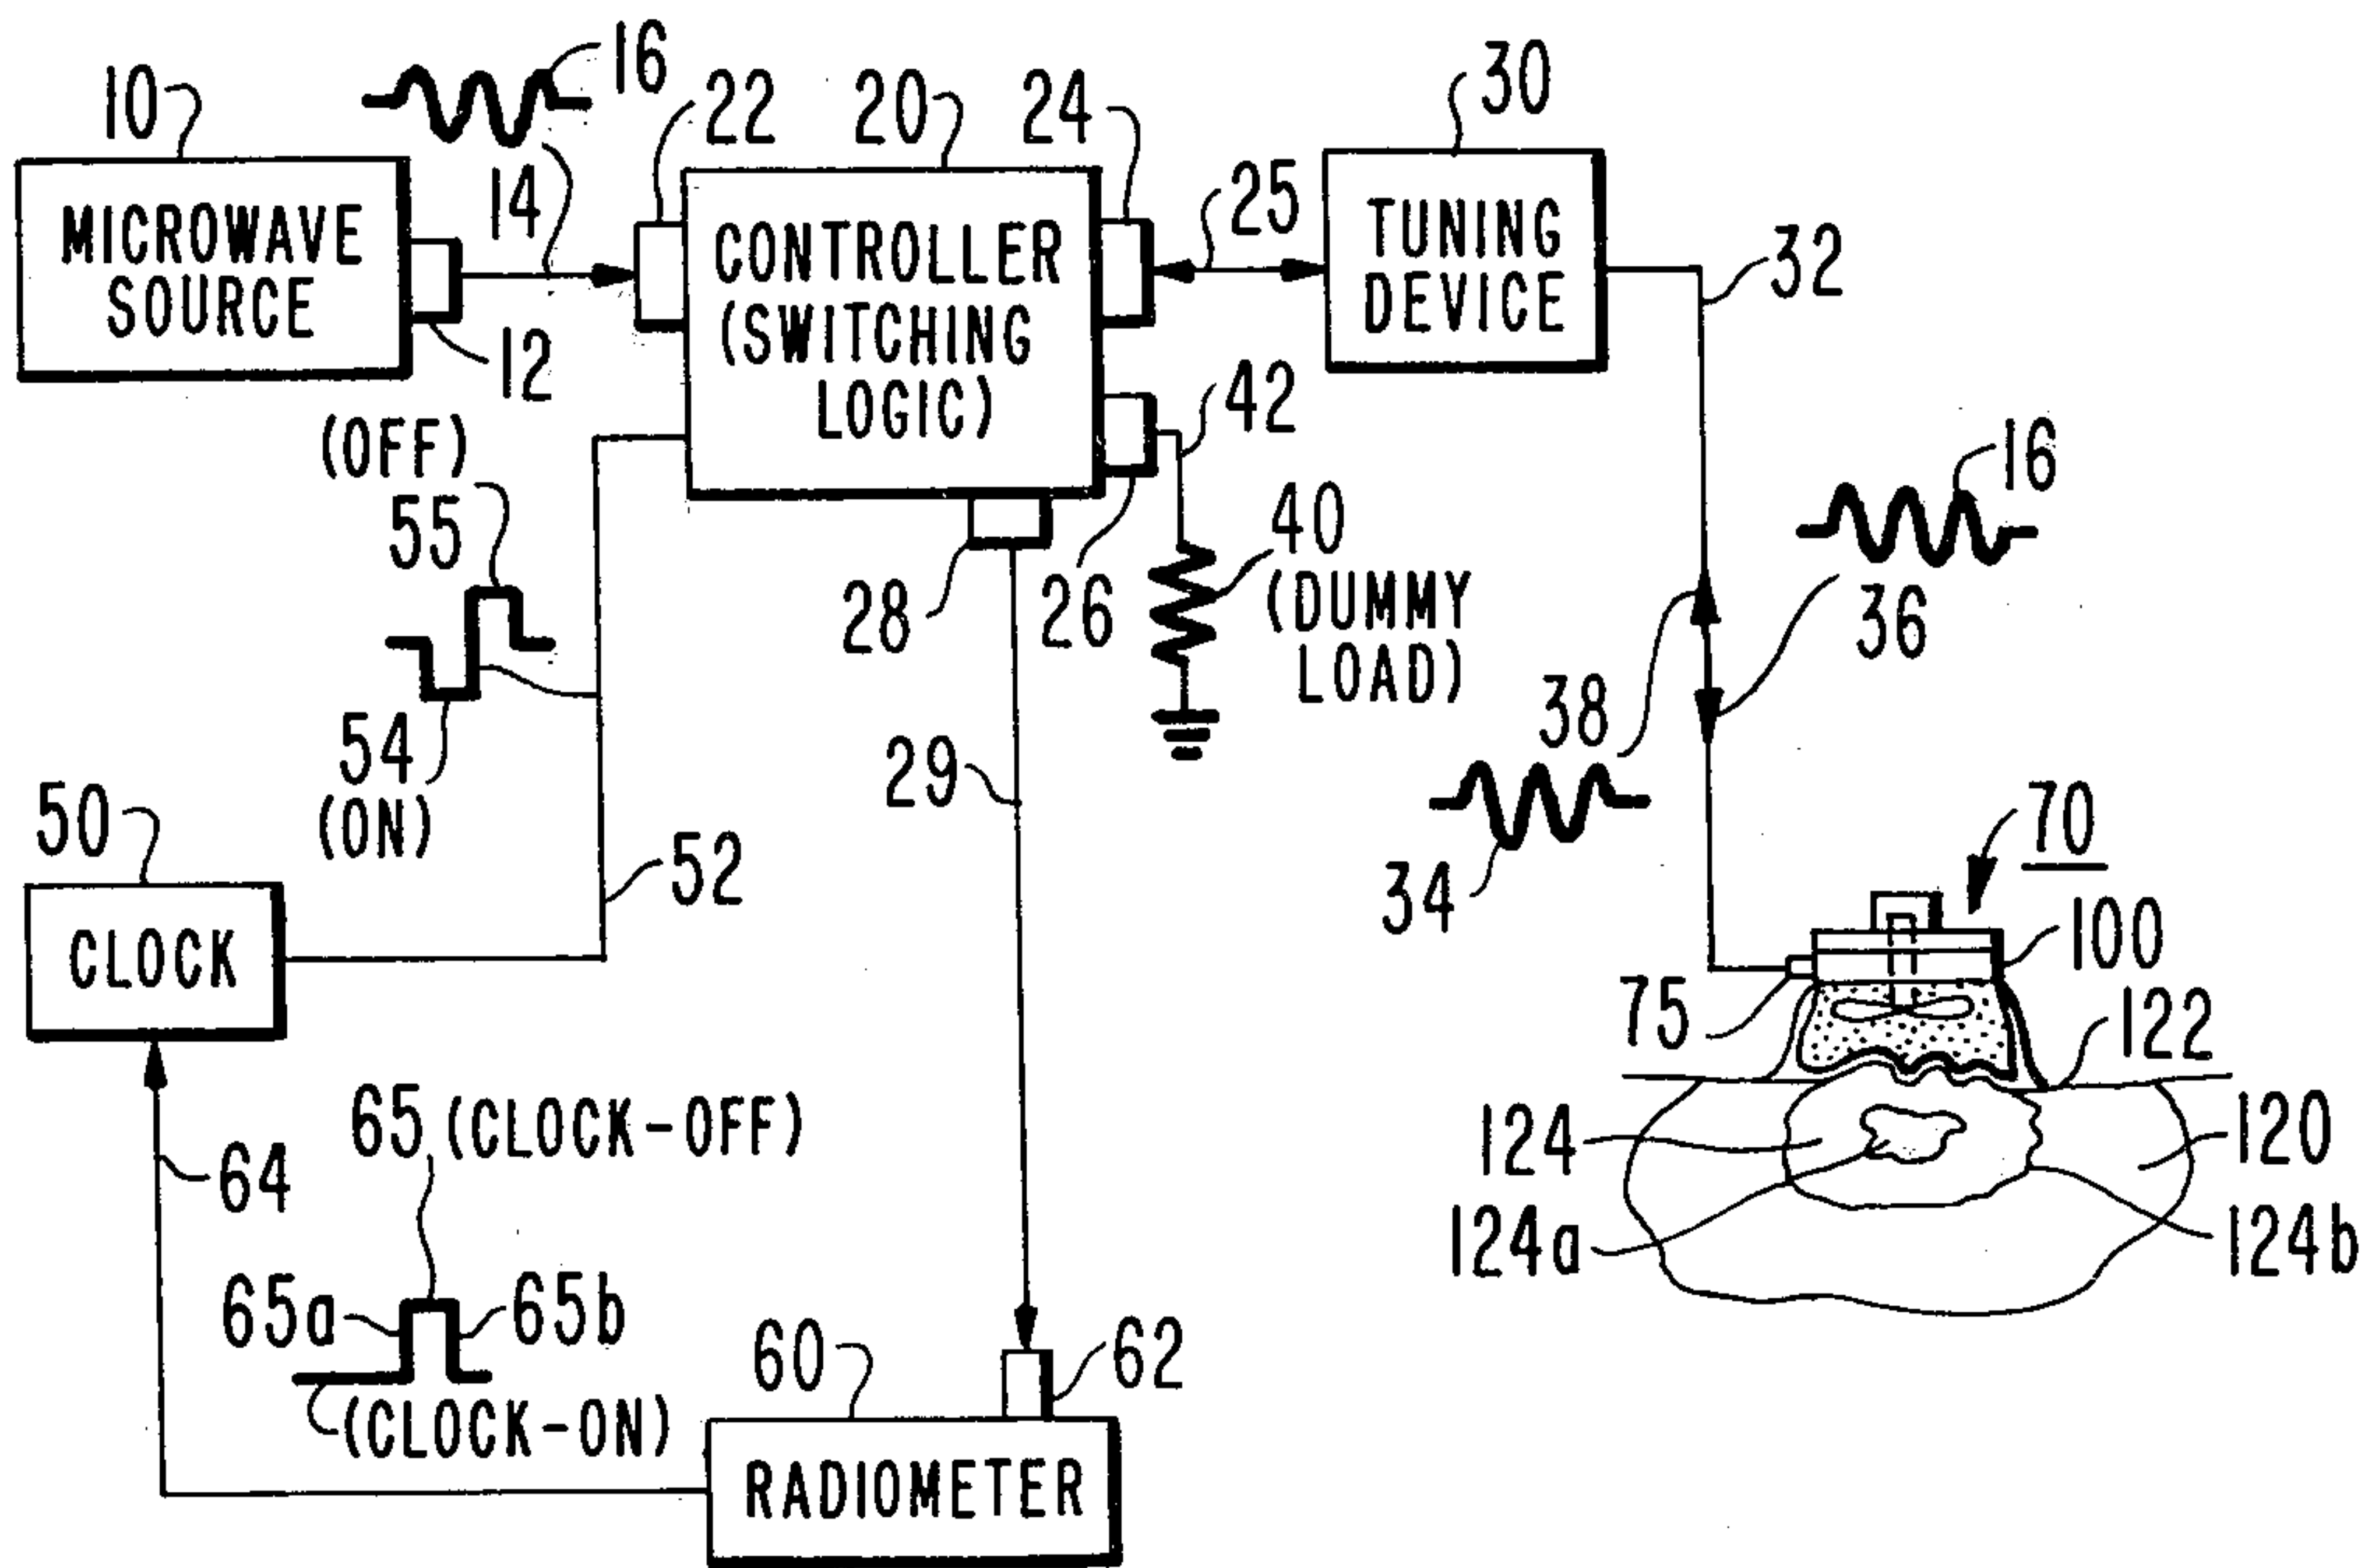 16
10
22
20
24
30
14
25
MICROWAVE
SOURCE
CONTROLLER
(SWITCHING
LOGIC)
TUNING
DEVICE
32
12
42
(OFF)
55
16
40
(DUMMY
LOAD)
28
26
36
38
54
(ON)
29
34
50
52
70
CLOCK
100
75
122
65 (CLOCK-OFF)
124
120
64
124a
124b
65a
65b
(CLOCK-ON)
60
62
RADIOMETER